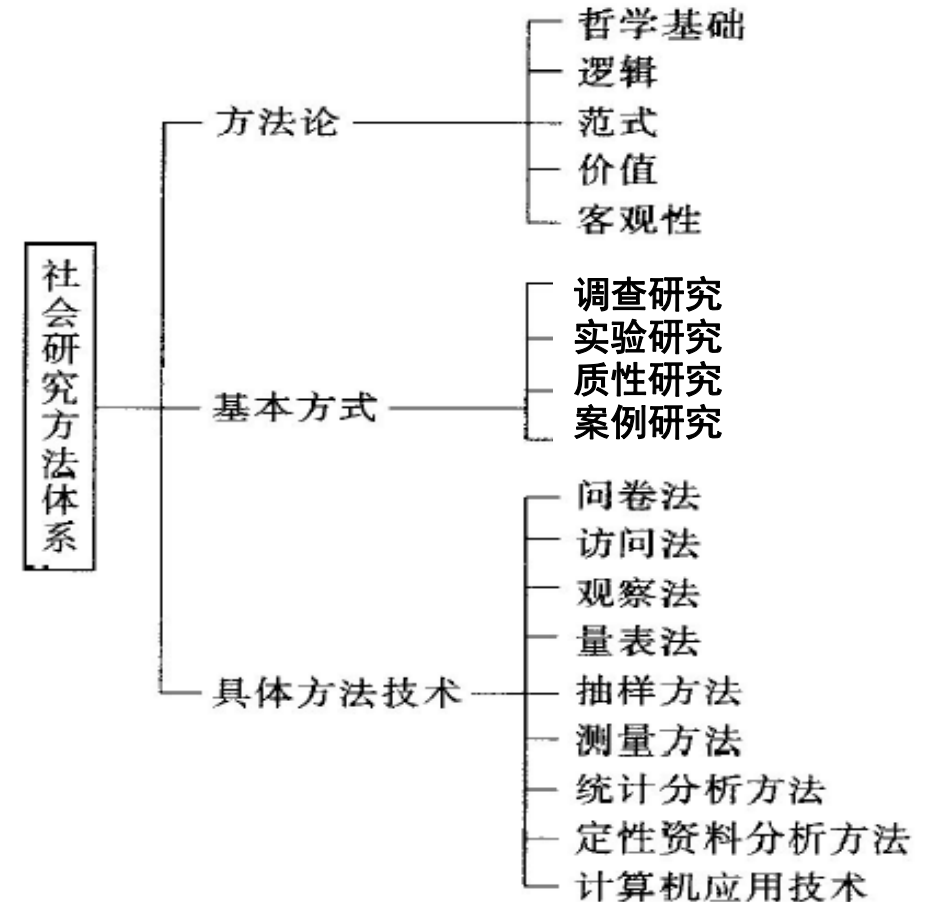 社会研究方法体系
方法论
哲学基础
逻辑
范式
价值
客观性
基本方式
调查研究
实验研究
质性研究
案例研究
具体方法技术
问卷法
访问法
观察法
量表法
抽样方法
测量方法
统计分析方法
定性资料分析方法
计算机应用技术